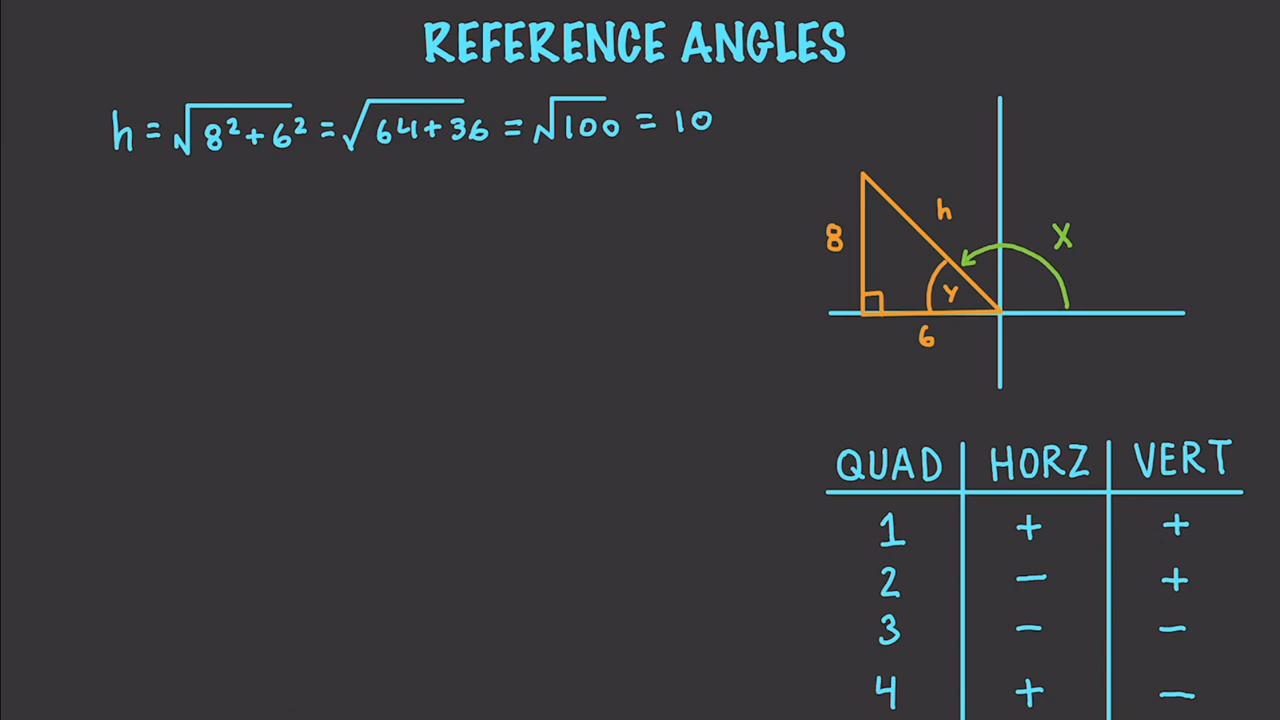 REFERENCE ANGLES
h = √8²+6² = √64+36 = √100 = 10
h
8
X
Y
6
QUAD HORZ VERT
1 + +
2 − +
3 − −
4 + −